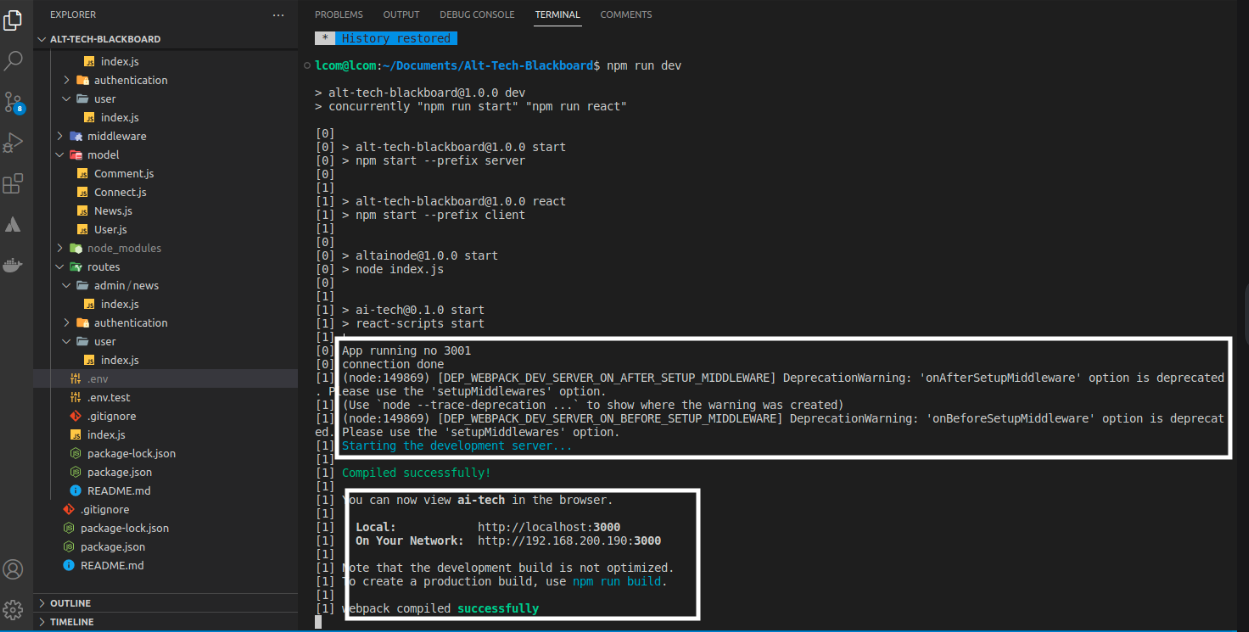 EXPLORER
ALT-TECH-BLACKBOARD
index.js
authentication
user
index.js
middleware
model
Comment.js
Connect.js
News.js
User.js
node_modules
routes
admin/news
index.js
authentication
user
index.js
.env
.env.test
.gitignore
index.js
package-lock.json
package.json
README.md
.gitignore
package-lock.json
package.json
README.md
OUTLINE
TIMELINE
8
PROBLEMS OUTPUT DEBUG CONSOLE TERMINAL COMMENTS
* History restored
lcom@lcom:~/Documents/Alt-Tech-Blackboard$ npm run dev
> alt-tech-blackboard@1.0.0 dev
> concurrently "npm run start" "npm run react"
[0]
[0] > alt-tech-blackboard@1.0.0 start
[0] > npm start --prefix server
[0]
[1]
[1] > alt-tech-blackboard@1.0.0 react
[1] > npm start --prefix client
[1]
[0]
[0] > altainode@1.0.0 start
[0] > node index.js
[0]
[1]
[1] > ai-tech@0.1.0 start
[1] > react-scripts start
[1]
[0] App running no 3001
[0] connection done
[1] (node:149869) [DEP_WEBPACK_DEV_SERVER_ON_AFTER_SETUP_MIDDLEWARE] DeprecationWarning: 'onAfterSetupMiddleware' option is deprecated
. Please use the 'setupMiddlewares' option.
[1] (Use `node --trace-deprecation ...` to show where the warning was created)
[1] (node:149869) [DEP_WEBPACK_DEV_SERVER_ON_BEFORE_SETUP_MIDDLEWARE] DeprecationWarning: 'onBeforeSetupMiddleware' option is deprecat
ed. Please use the 'setupMiddlewares' option.
[1] Starting the development server...
[1]
[1] Compiled successfully!
[1]
[1] You can now view ai-tech in the browser.
[1]
[1] Local: http://localhost:3000
[1] On Your Network: http://192.168.200.190:3000
[1]
[1] Note that the development build is not optimized.
[1] To create a production build, use npm run build.
[1]
[1] webpack compiled successfully